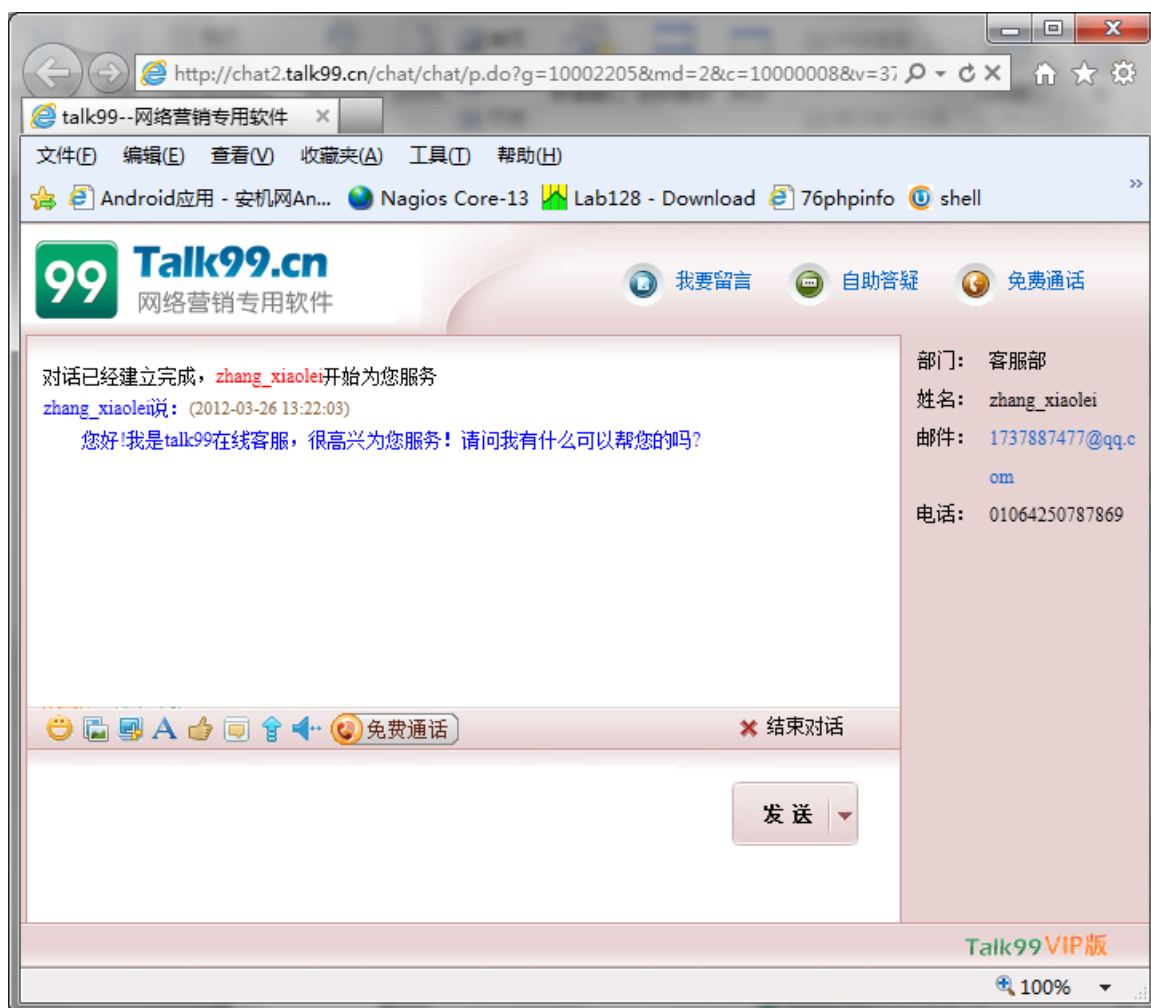 http://chat2.talk99.cn/chat/chat/p.do?g=10002205&md=2&c=10000008&v=37
talk99--网络营销专用软件
文件(F) 编辑(E) 查看(V) 收藏夹(A) 工具(T) 帮助(H)
Android应用 - 安机网An... Nagios Core-13 Lab128 - Download 76phpinfo shell
99 Talk99.cn
网络营销专用软件
我要留言 自助答疑 免费通话
对话已经建立完成，zhang_xiaolei开始为您服务
zhang_xiaolei说： (2012-03-26 13:22:03)
您好!我是talk99在线客服，很高兴为您服务！请问我有什么可以帮您的吗?
部门： 客服部
姓名： zhang_xiaolei
邮件： 1737887477@qq.c
om
电话： 01064250787869
免费通话 结束对话
发送
Talk99VIP版
100%